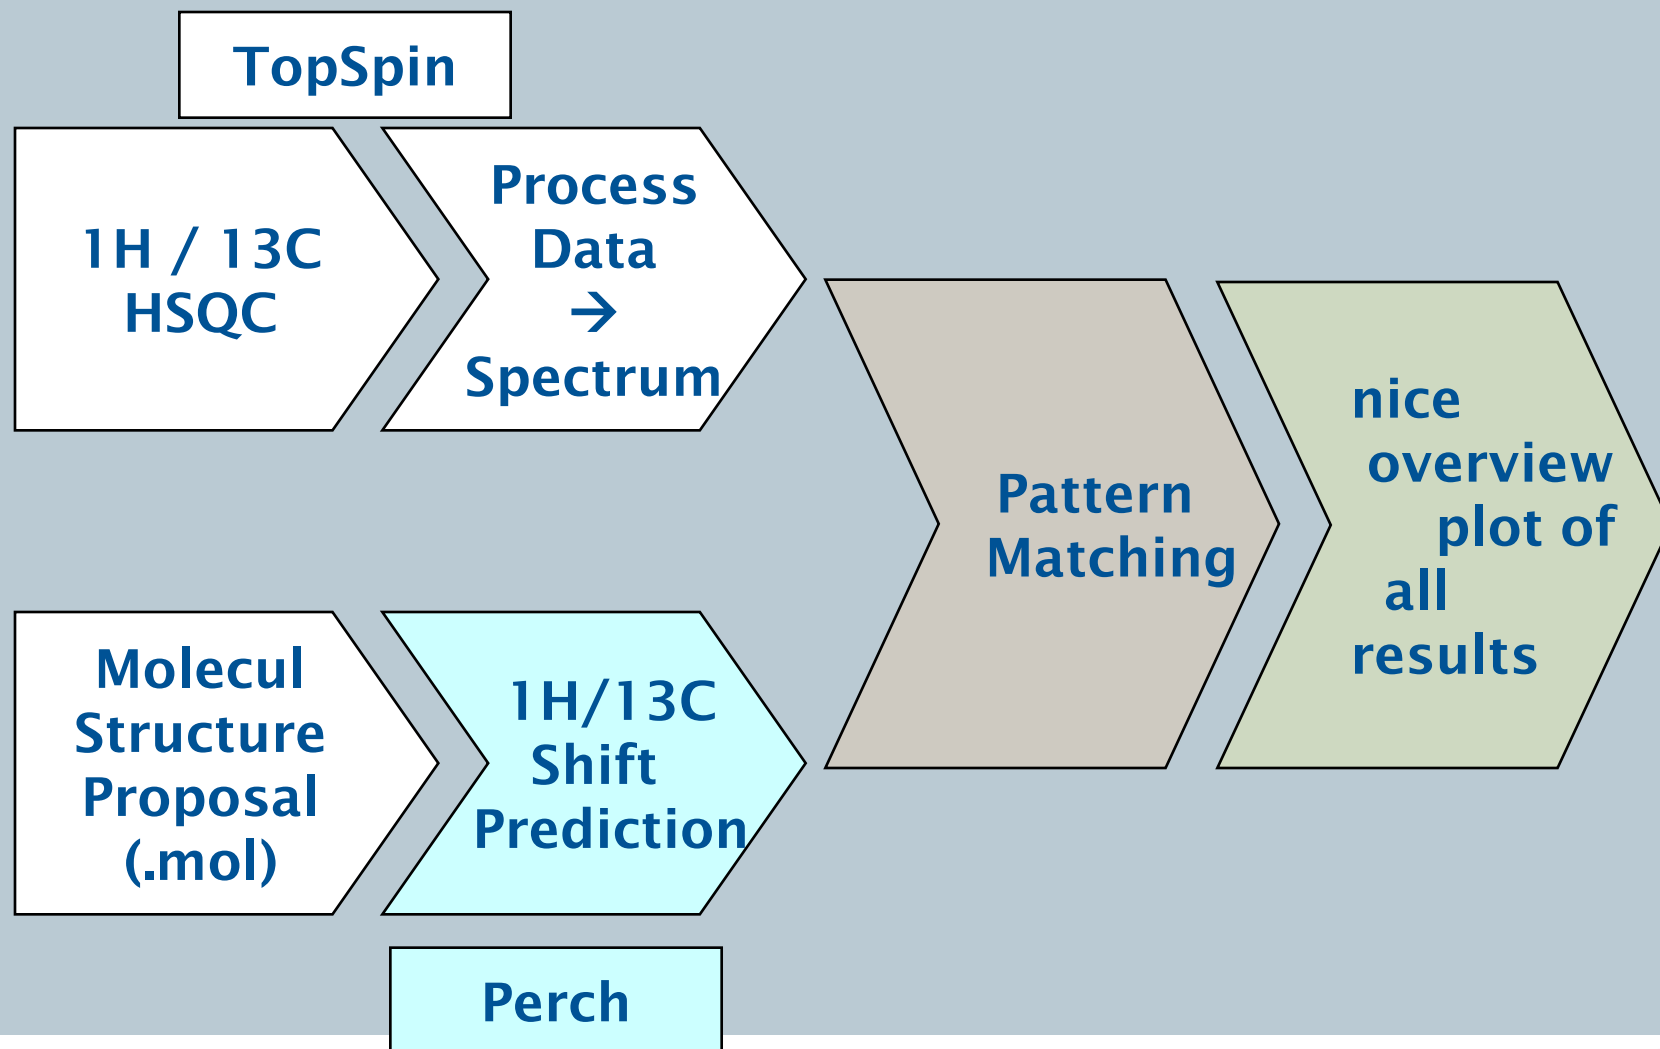 TopSpin
1H / 13C
HSQC
Process
Data
→
Spectrum
Molecul
Structure
Proposal
(.mol)
1H/13C
Shift
Prediction
Perch
Pattern
Matching
nice
overview
plot of
all
results